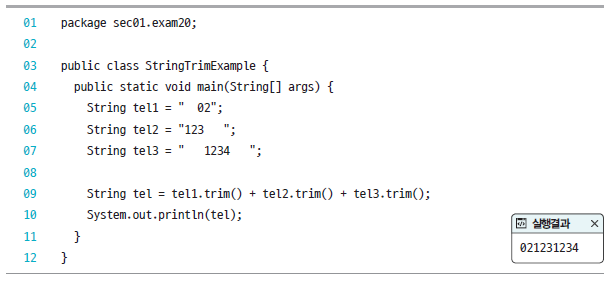 01 package sec01.exam20;
02
03 public class StringTrimExample {
04   public static void main(String[] args) {
05     String tel1 = "  02";
06     String tel2 = "123   ";
07     String tel3 = "   1234   ";
08
09     String tel = tel1.trim() + tel2.trim() + tel3.trim();
10     System.out.println(tel);
11   }
12 }
실행결과
021231234